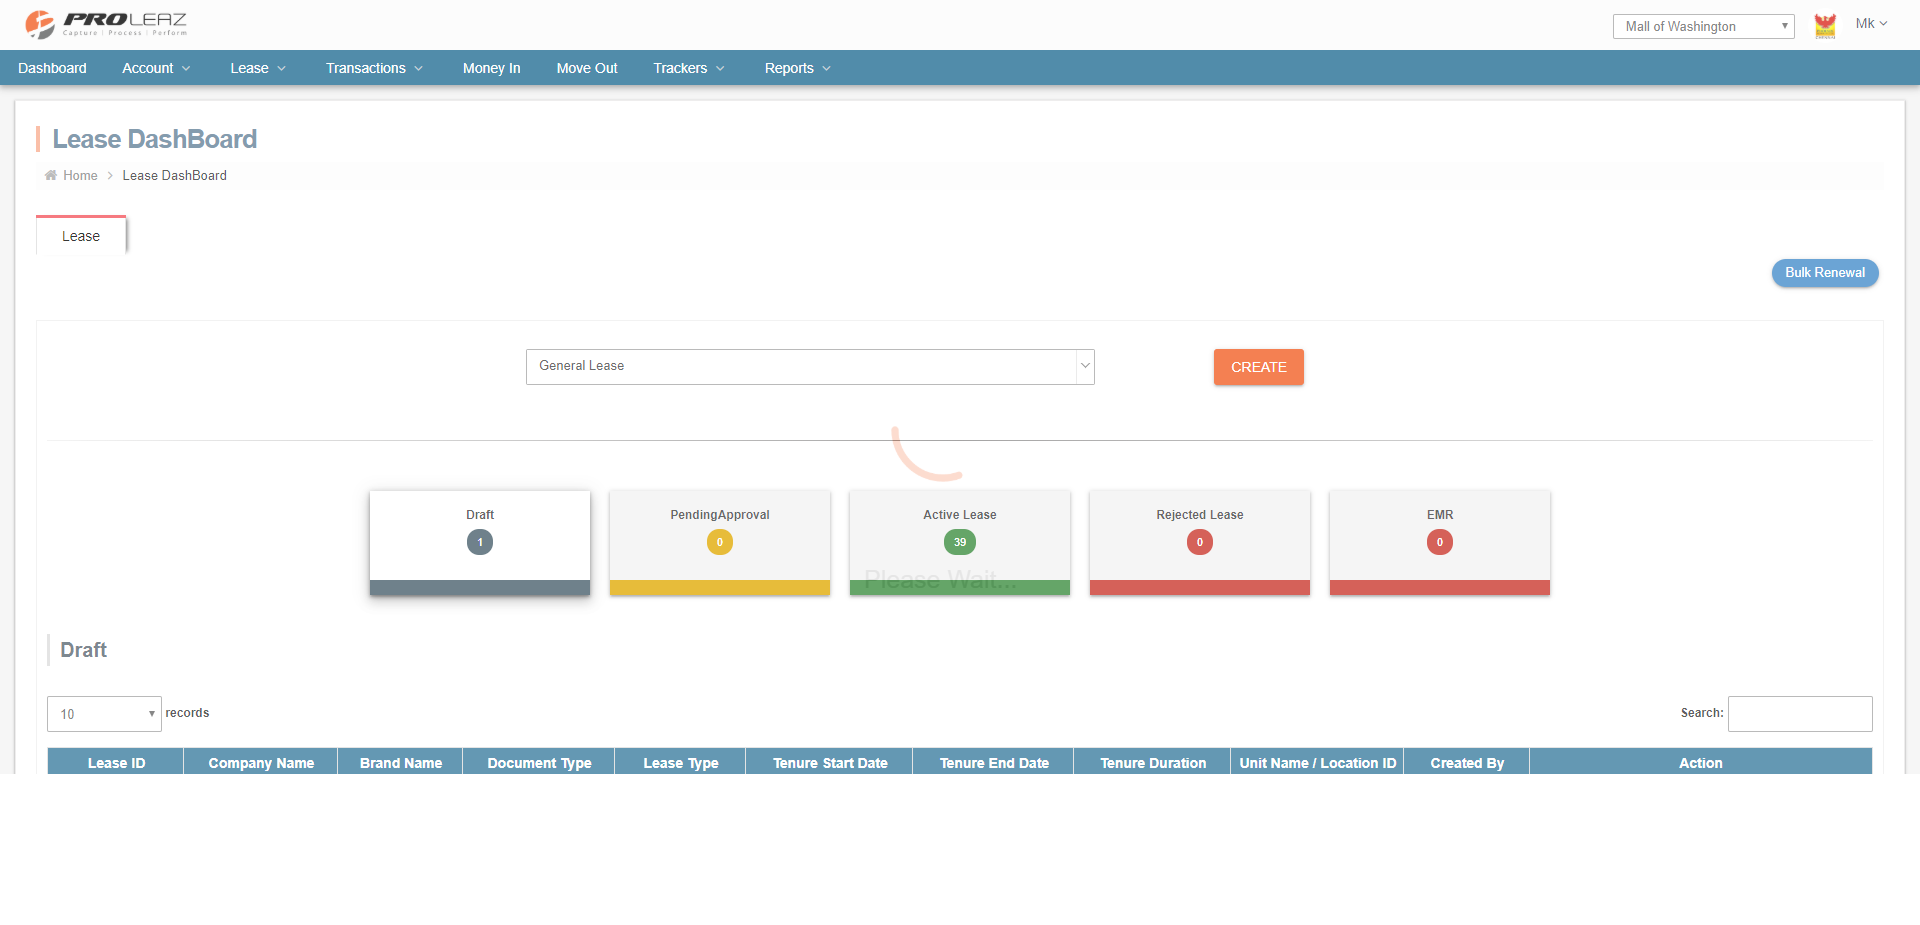 PROLEAZ
Capture | Process | Perform
Mall of Washington
Mk
Dashboard Account Lease Transactions Money In Move Out Trackers Reports
Lease DashBoard
Home > Lease DashBoard
Lease
Bulk Renewal
General Lease
CREATE
Draft PendingApproval Active Lease Rejected Lease EMR
1 0 39 0 0
Please Wait...
Draft
10 records
Search:
Lease ID Company Name Brand Name Document Type Lease Type Tenure Start Date Tenure End Date Tenure Duration Unit Name / Location ID Created By Action